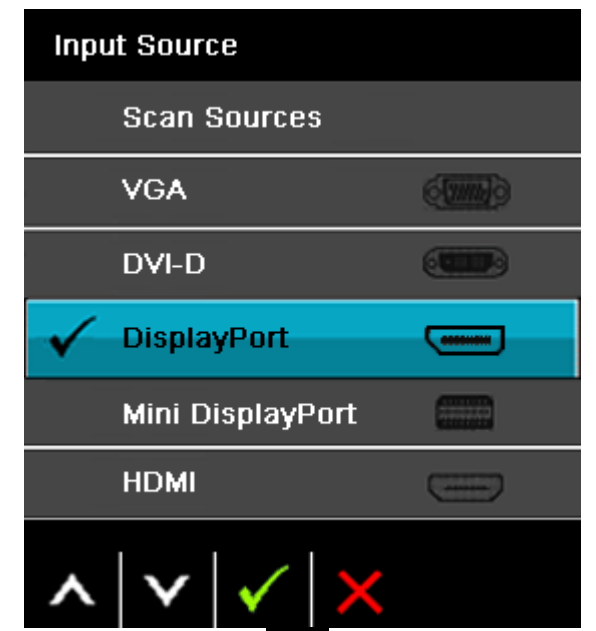 Input Source
Scan Sources
VGA
DVI-D
DisplayPort
Mini DisplayPort
HDMI